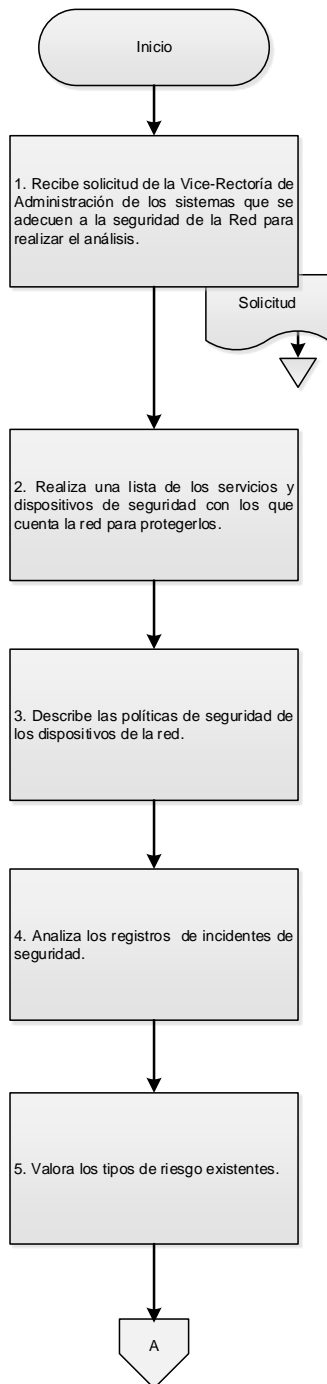 Inicio
1. Recibe solicitud de la Vice-Rectoría de
Administración de los sistemas que se
adecuen a la seguridad de la Red para
realizar el análisis.
Solicitud
2. Realiza una lista de los servicios y
dispositivos de seguridad con los que
cuenta la red para protegerlos.
3. Describe las políticas de seguridad de
los dispositivos de la red.
4. Analiza los registros de incidentes de
seguridad.
5. Valora los tipos de riesgo existentes.
A